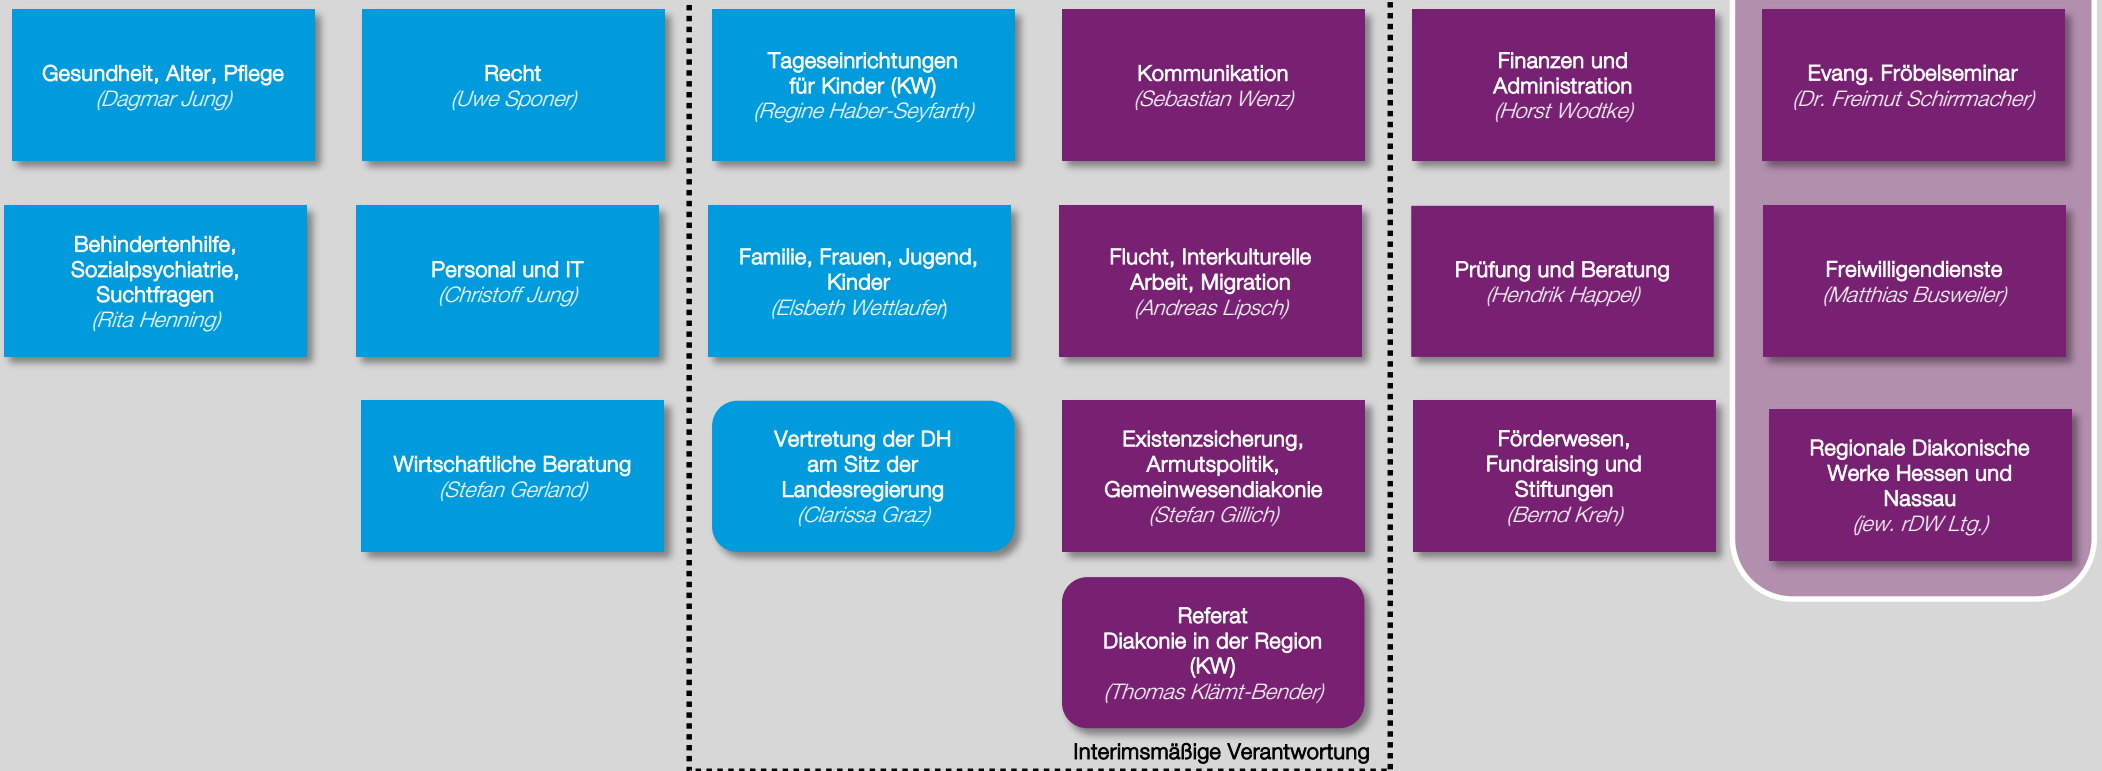 Gesundheit, Alter, Pflege
(Dagmar Jung)
Recht
(Uwe Sponer)
Tageseinrichtungen
für Kinder (KW)
(Regine Haber-Seyfarth)
Kommunikation
(Sebastian Wenz)
Finanzen und
Administration
(Horst Wodtke)
Evang. Fröbelseminar
(Dr. Freimut Schirrmacher)
Behindertenhilfe,
Sozialpsychiatrie,
Suchtfragen
(Rita Henning)
Personal und IT
(Christoff Jung)
Familie, Frauen, Jugend,
Kinder
(Elsbeth Wettlaufer)
Flucht, Interkulturelle
Arbeit, Migration
(Andreas Lipsch)
Prüfung und Beratung
(Hendrik Happel)
Freiwilligendienste
(Matthias Busweiler)
Wirtschaftliche Beratung
(Stefan Gerland)
Vertretung der DH
am Sitz der
Landesregierung
(Clarissa Graz)
Existenzsicherung,
Armutspolitik,
Gemeinwesendiakonie
(Stefan Gillich)
Förderwesen,
Fundraising und
Stiftungen
(Bernd Kreh)
Regionale Diakonische
Werke Hessen und
Nassau
(jew. rDW Ltg.)
Referat
Diakonie in der Region
(KW)
(Thomas Klämt-Bender)
Interimsmäßige Verantwortung